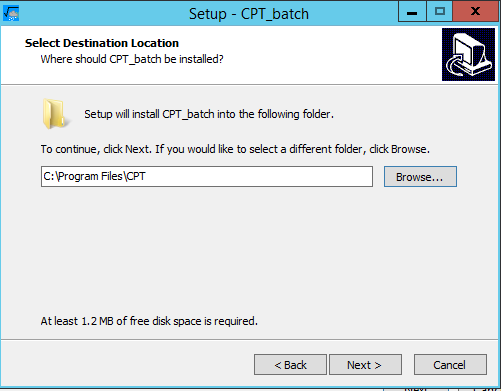 Setup - CPT_batch
Select Destination Location
Where should CPT_batch be installed?
Setup will install CPT_batch into the following folder.
To continue, click Next. If you would like to select a different folder, click Browse.
C:\Program Files\CPT
Browse...
At least 1.2 MB of free disk space is required.
< Back
Next >
Cancel